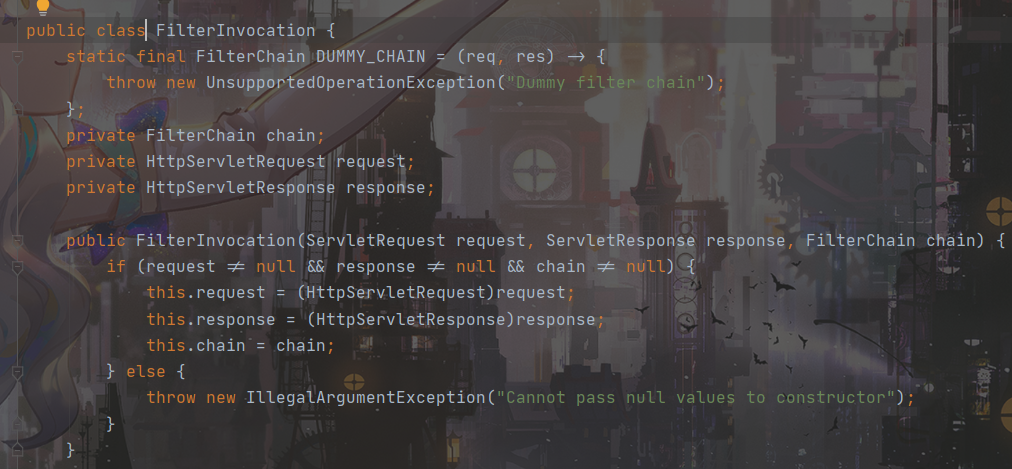 public class FilterInvocation {
static final FilterChain DUMMY_CHAIN = (req, res) -> {
throw new UnsupportedOperationException("Dummy filter chain");
};
private FilterChain chain;
private HttpServletRequest request;
private HttpServletResponse response;
public FilterInvocation(ServletRequest request, ServletResponse response, FilterChain chain) {
if (request != null && response != null && chain != null) {
this.request = (HttpServletRequest)request;
this.response = (HttpServletResponse)response;
this.chain = chain;
} else {
throw new IllegalArgumentException("Cannot pass null values to constructor");
}
}